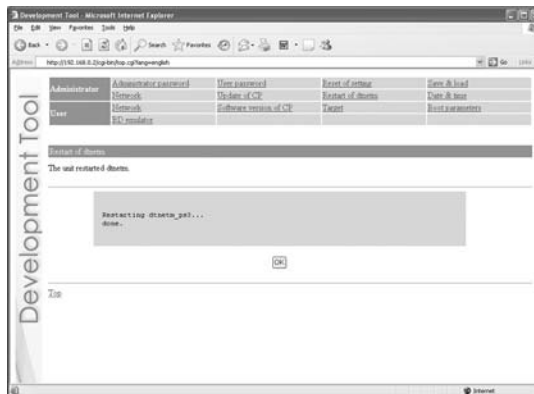 Development Tool - Microsoft Internet Explorer
File Edit View Favorites Tools Help
Back Search Favorites
Address http://192.168.0.2/cgi-bin/top.cgi?lang=english Go Links
Development Tool
Administrator
Administrator password User password Reset of setting Save & load
Network Update of CP Restart of dtnetm Date & time
User
Network Software version of CP Target Boot parameters
BD emulator
Restart of dtnetm
The unit restarted dtnetm.
Restarting dtnetm_ps3...
done.
OK
Top
Internet